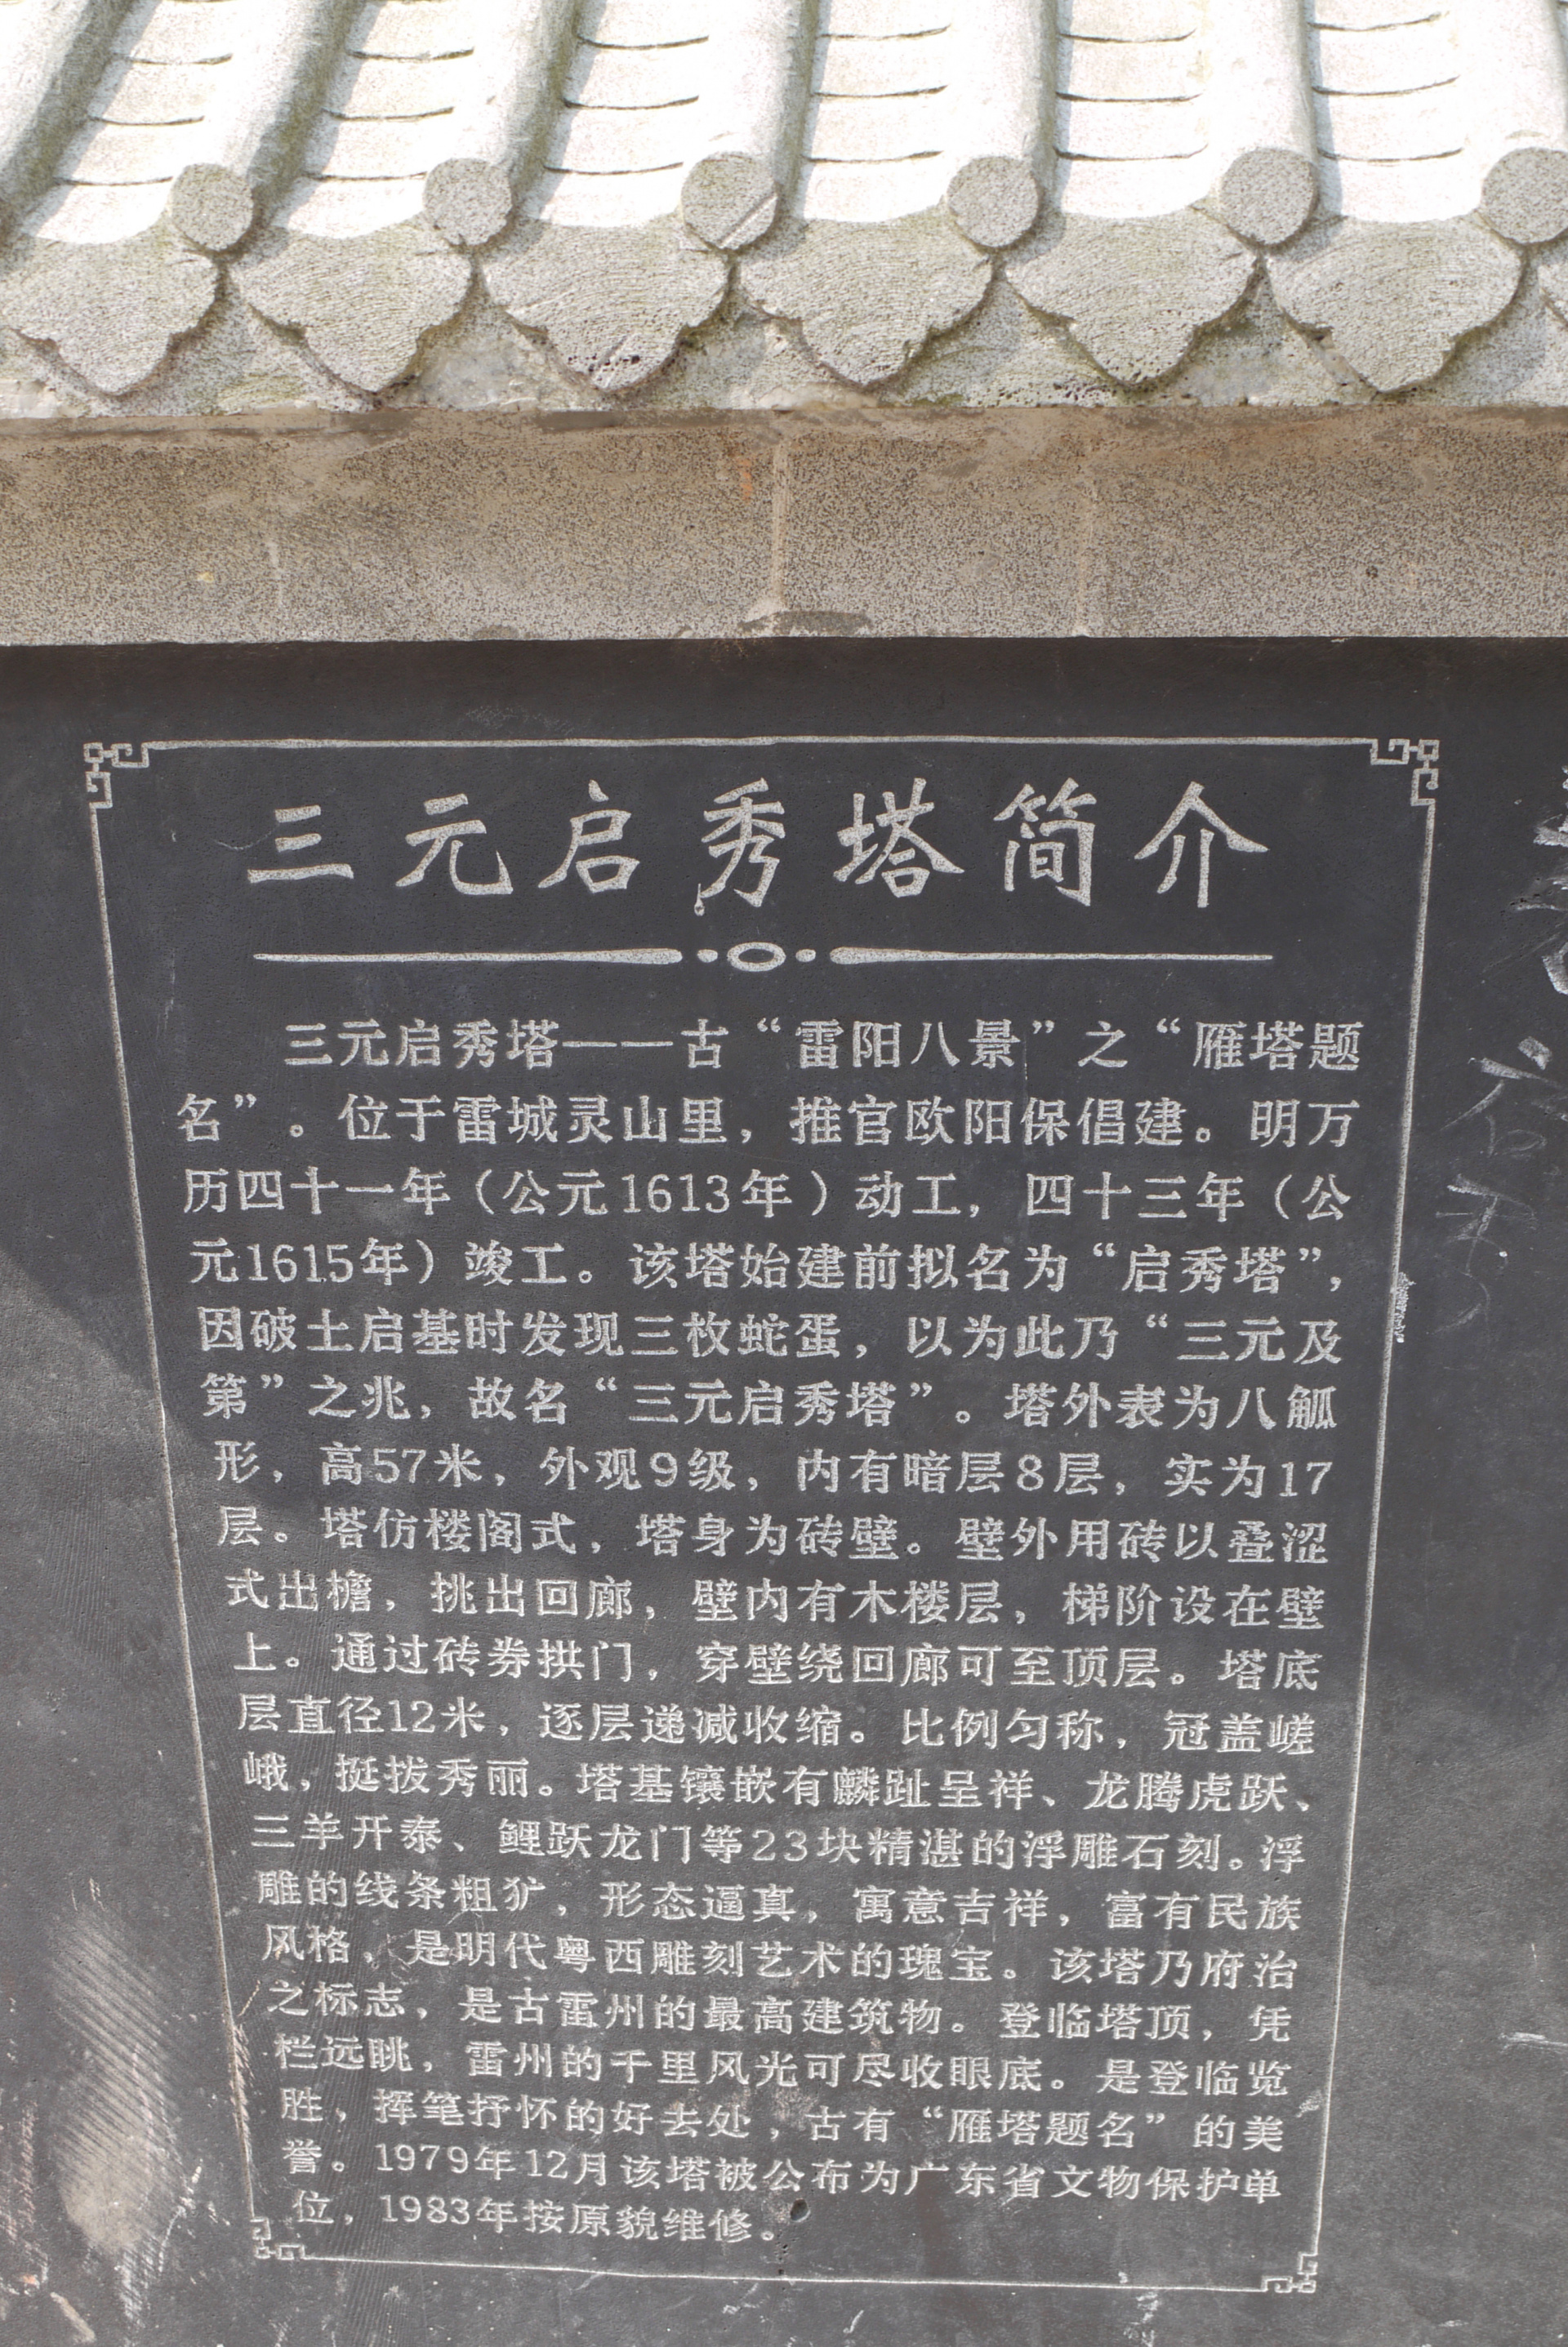 三元启秀塔简介
三元启秀塔——古“雷阳八景”之“雁塔题
名”。位于雷城灵山里，推官欧阳保倡建。明万
历四十一年（公元1613年）动工，四十三年（公
元1615年）竣工。该塔始建前拟名为“启秀塔”，
因破土启基时发现三枚蛇蛋，以为此乃“三元及
第”之兆，故名“三元启秀塔”。塔外表为八觚
形，高57米，外观9级，内有暗层8层，实为17
层。塔仿楼阁式，塔身为砖壁。壁外用砖以叠涩
式出檐，挑出回廊，壁内有木楼层，梯阶设在壁
上。通过砖券拱门，穿壁绕回廊可至顶层。塔底
层直径12米，逐层递减收缩。比例匀称，冠盖嵯
峨，挺拔秀丽。塔基镶嵌有麟趾呈祥、龙腾虎跃、
三羊开泰、鲤跃龙门等23块精湛的浮雕石刻。浮
雕的线条粗犷，形态逼真，寓意吉祥，富有民族
风格，是明代粤西雕刻艺术的瑰宝。该塔乃府治
之标志，是古雷州的最高建筑物。登临塔顶，凭
栏远眺，雷州的千里风光可尽收眼底。是登临览
胜，挥笔抒怀的好去处，古有“雁塔题名”的美
誉。1979年12月该塔被公布为广东省文物保护单
位，1983年按原貌维修。